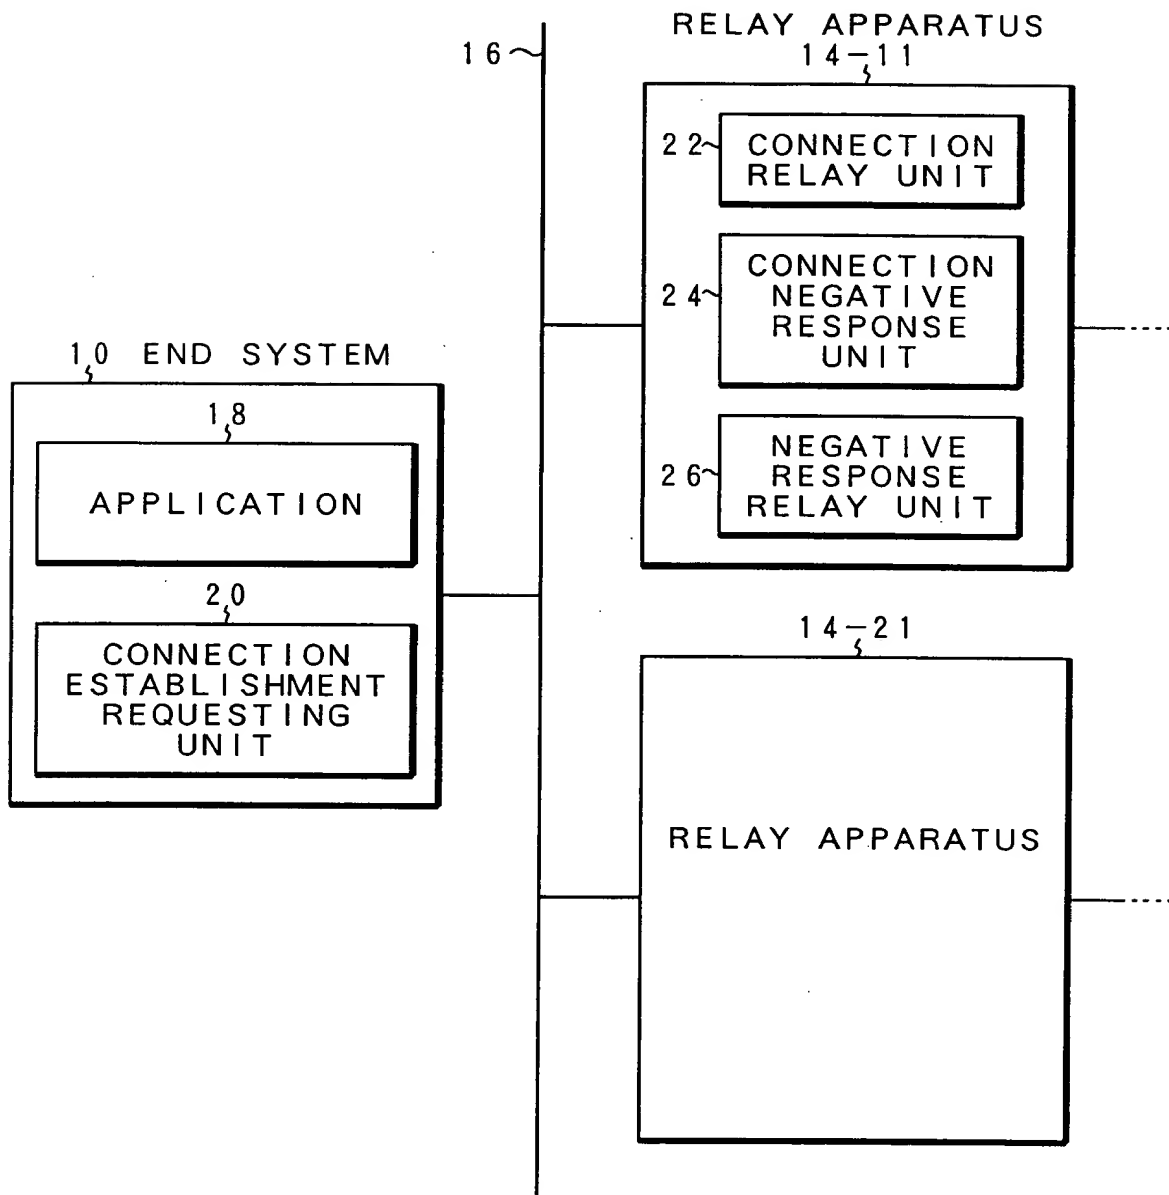 RELAY APPARATUS
14-11
16
22
CONNECTION
RELAY UNIT
24
CONNECTION
NEGATIVE
RESPONSE
UNIT
26
NEGATIVE
RESPONSE
RELAY UNIT
10 END SYSTEM
18
APPLICATION
20
CONNECTION
ESTABLISHMENT
REQUESTING
UNIT
14-21
RELAY APPARATUS